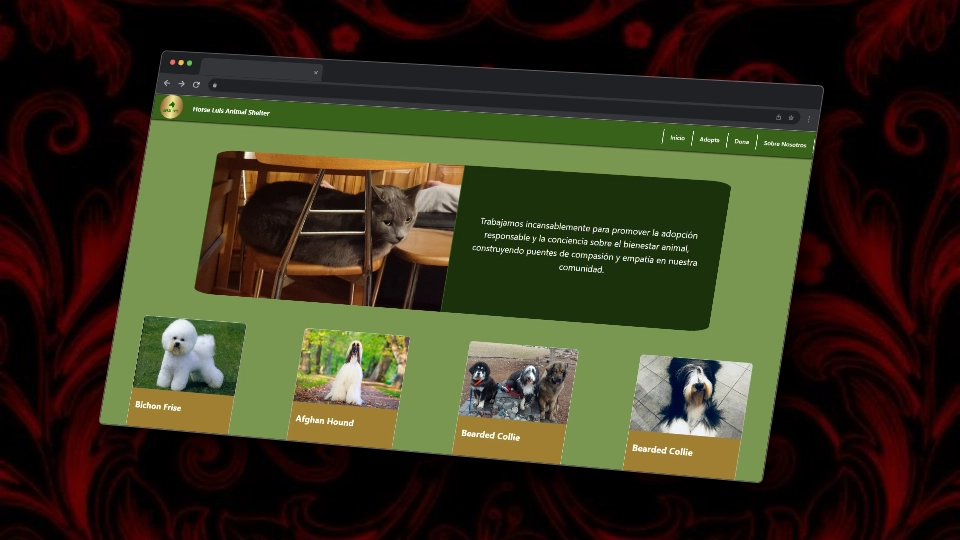 Horse Luis Animal Shelter
Inicio
Adopta
Dona
Sobre Nosotros
Trabajamos incansablemente para promover la adopción
responsable y la conciencia sobre el bienestar animal,
construyendo puentes de compasión y empatía en nuestra
comunidad.
Bichon Frise
Afghan Hound
Bearded Collie
Bearded Collie